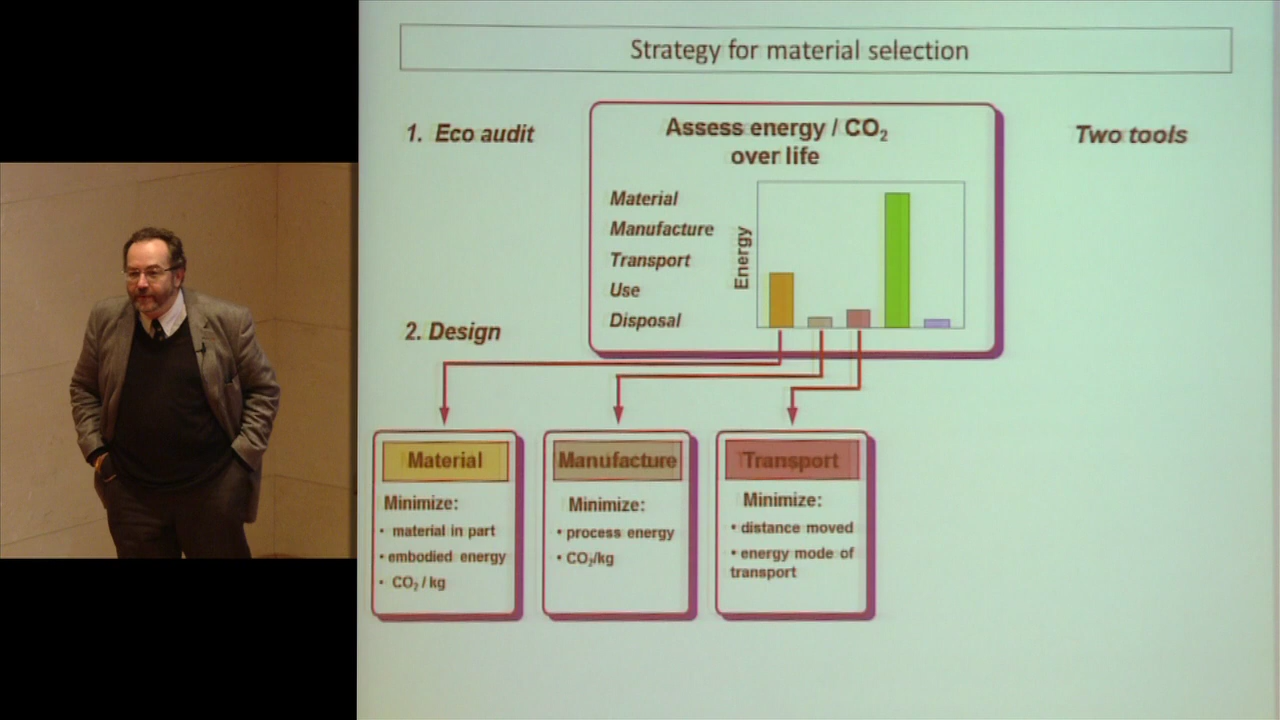 Strategy for material selection
1. Eco audit
Assess energy / CO₂
over life
Two tools
Material
Manufacture
Transport
Use
Disposal
Energy
2. Design
Material
Minimize:
• material in part
• embodied energy
• CO₂ / kg
Manufacture
Minimize:
• process energy
• CO₂/kg
Transport
Minimize:
• distance moved
• energy mode of
transport